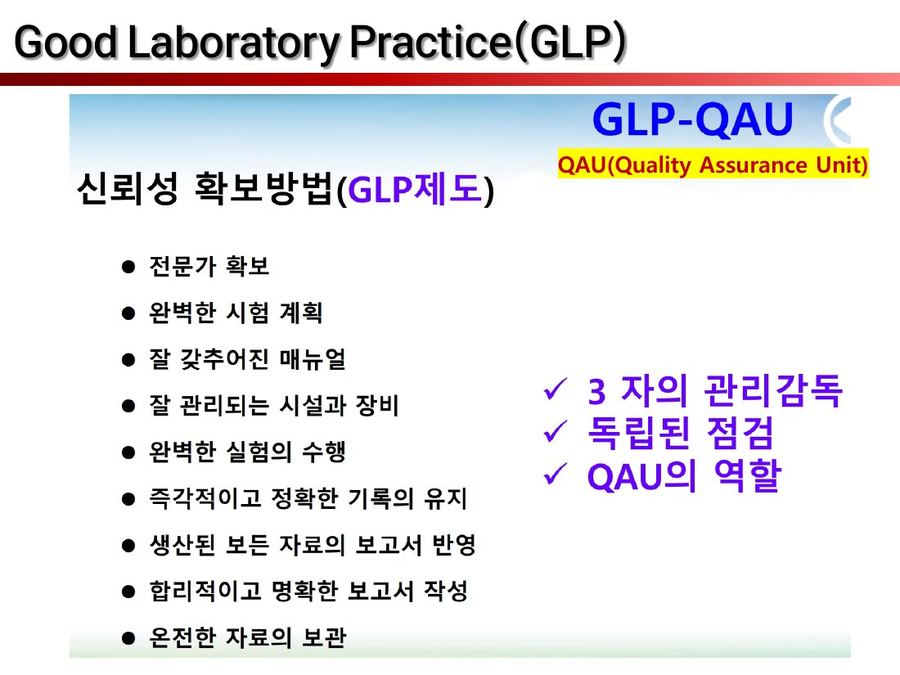 Good Laboratory Practice(GLP)
GLP-QAU
QAU(Quality Assurance Unit)
신뢰성 확보방법(GLP제도)
● 전문가 확보
● 완벽한 시험 계획
● 잘 갖추어진 매뉴얼
● 잘 관리되는 시설과 장비
● 완벽한 실험의 수행
● 즉각적이고 정확한 기록의 유지
● 생산된 보든 자료의 보고서 반영
● 합리적이고 명확한 보고서 작성
● 온전한 자료의 보관
✓ 3 자의 관리감독
✓ 독립된 점검
✓ QAU의 역할